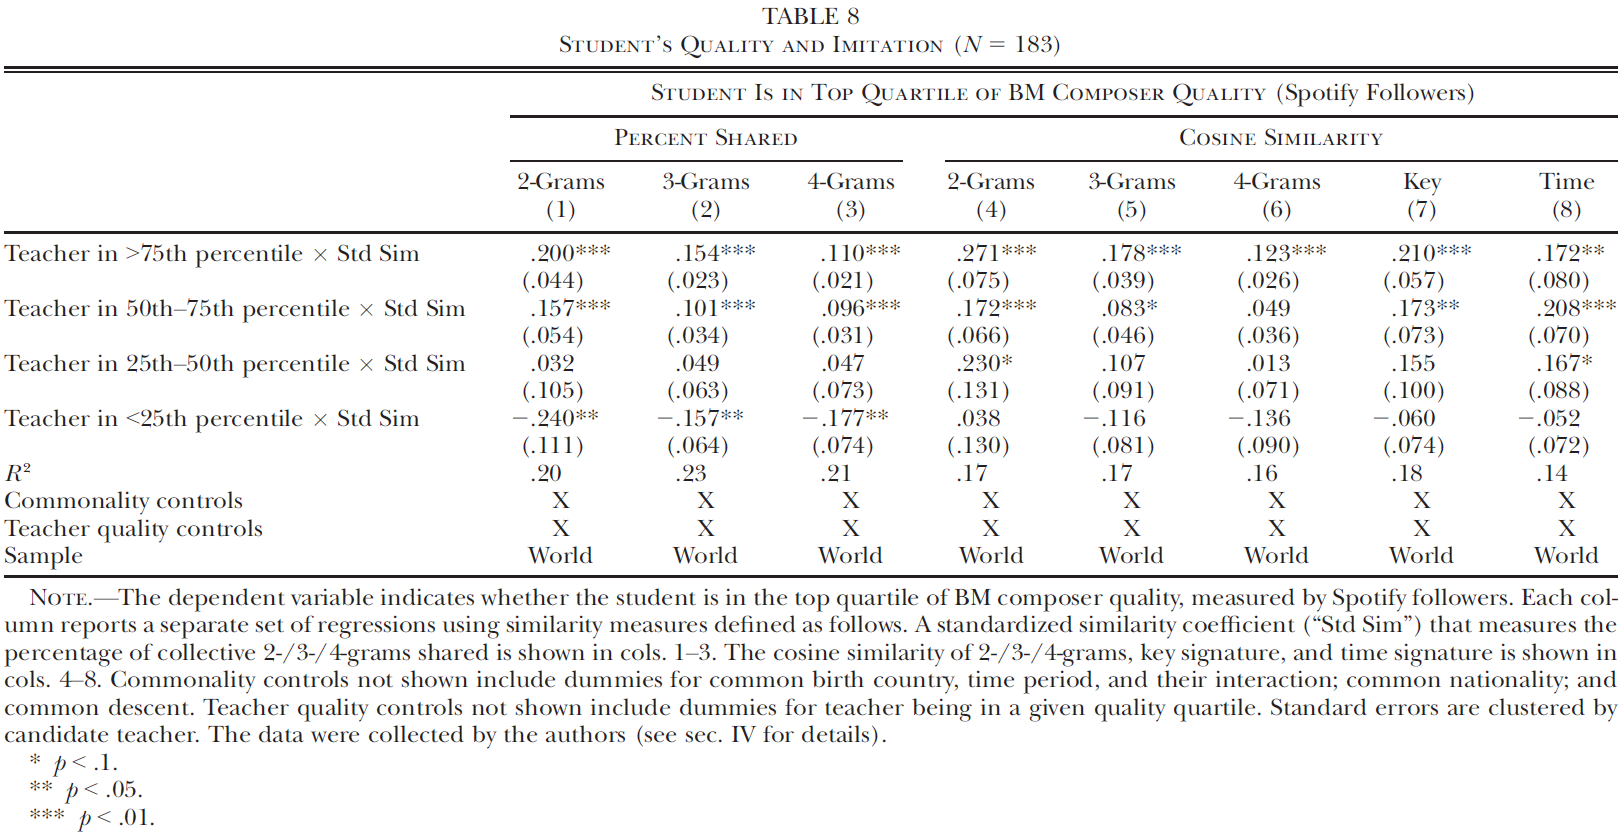 TABLE 8
Student's Quality and Imitation (N = 183)
Student Is in Top Quartile of BM Composer Quality (Spotify Followers)
Percent Shared Cosine Similarity
2-Grams 3-Grams 4-Grams 2-Grams 3-Grams 4-Grams Key Time
(1) (2) (3) (4) (5) (6) (7) (8)
Teacher in >75th percentile × Std Sim .200*** .154*** .110*** .271*** .178*** .123*** .210*** .172**
(.044) (.023) (.021) (.075) (.039) (.026) (.057) (.080)
Teacher in 50th–75th percentile × Std Sim .157*** .101*** .096*** .172*** .083* .049 .173** .208***
(.054) (.034) (.031) (.066) (.046) (.036) (.073) (.070)
Teacher in 25th–50th percentile × Std Sim .032 .049 .047 .230* .107 .013 .155 .167*
(.105) (.063) (.073) (.131) (.091) (.071) (.100) (.088)
Teacher in <25th percentile × Std Sim −.240** −.157** −.177** .038 −.116 −.136 −.060 −.052
(.111) (.064) (.074) (.130) (.081) (.090) (.074) (.072)
R² .20 .23 .21 .17 .17 .16 .18 .14
Commonality controls X X X X X X X X
Teacher quality controls X X X X X X X X
Sample World World World World World World World World
Note.—The dependent variable indicates whether the student is in the top quartile of BM composer quality, measured by Spotify followers. Each col-
umn reports a separate set of regressions using similarity measures defined as follows. A standardized similarity coefficient (“Std Sim”) that measures the
percentage of collective 2-/3-/4-grams shared is shown in cols. 1–3. The cosine similarity of 2-/3-/4-grams, key signature, and time signature is shown in
cols. 4–8. Commonality controls not shown include dummies for common birth country, time period, and their interaction; common nationality; and
common descent. Teacher quality controls not shown include dummies for teacher being in a given quality quartile. Standard errors are clustered by
candidate teacher. The data were collected by the authors (see sec. IV for details).
* p < .1.
** p < .05.
*** p < .01.